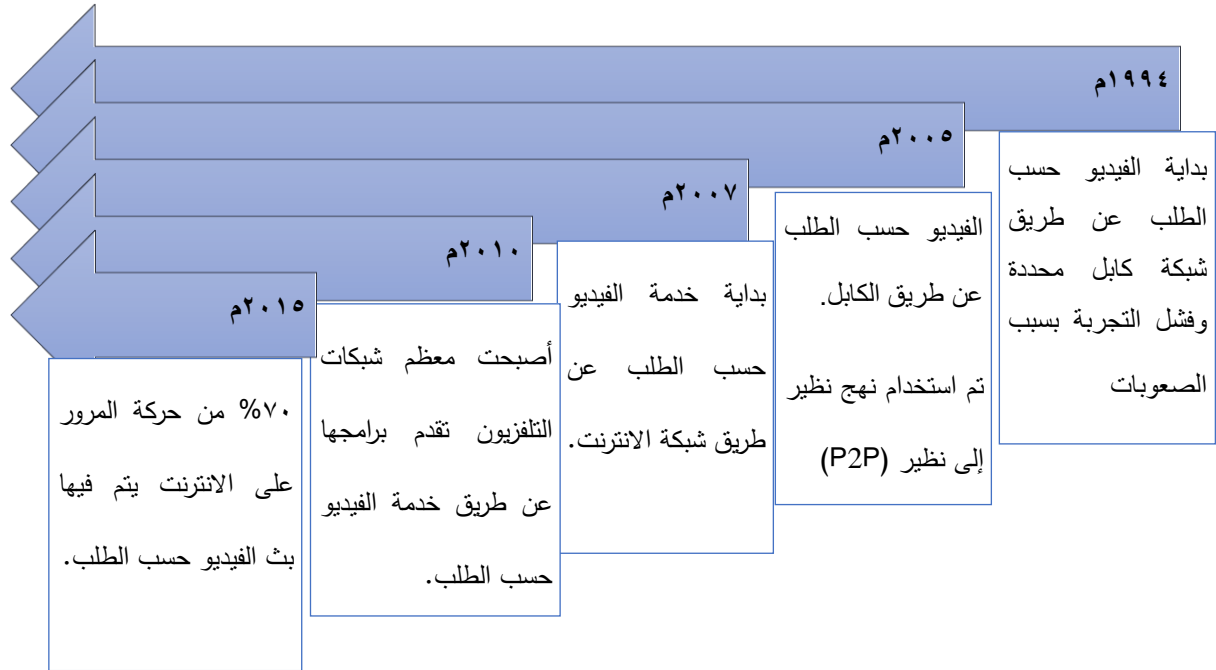 ١٩٩٤م
بداية الفيديو حسب
الطلب عن طريق
شبكة كابل محددة
وفشل التجربة بسبب
الصعوبات
٢٠٠٥م
الفيديو حسب الطلب
عن طريق الكابل.
تم استخدام نهج نظير
إلى نظير (P2P)
٢٠٠٧م
بداية خدمة الفيديو
حسب الطلب عن
طريق شبكة الانترنت.
٢٠١٠م
أصبحت معظم شبكات
التلفزيون تقدم برامجها
عن طريق خدمة الفيديو
حسب الطلب.
٢٠١٥م
٧٠% من حركة المرور
على الانترنت يتم فيها
بث الفيديو حسب الطلب.